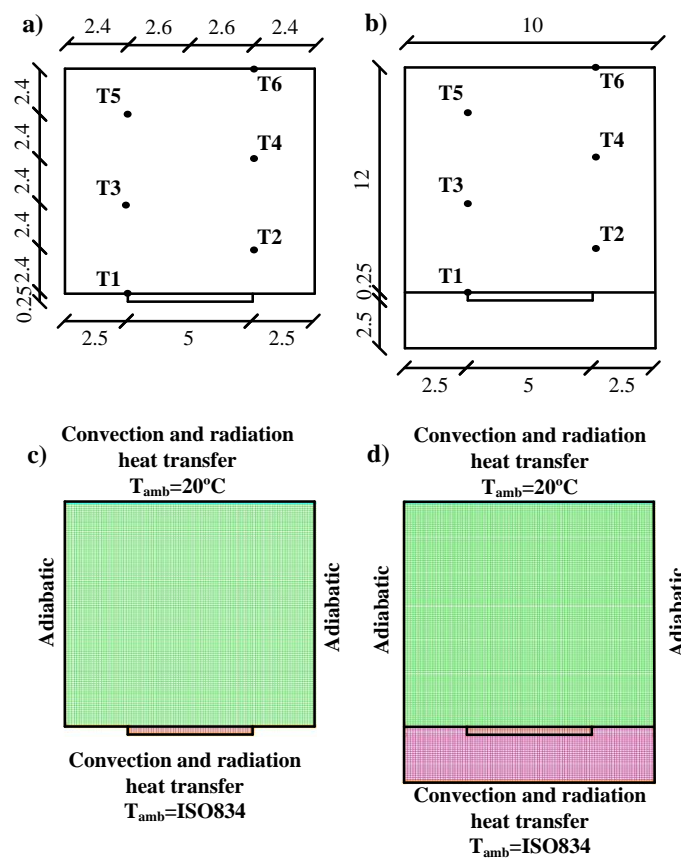 a)
2.4 2.6 2.6 2.4
2.4
2.4
2.4
2.4
2.4
0.25
T5
T6
T4
T3
T2
T1
2.5 5 2.5
b)
10
12
0.25
2.5
T5
T6
T4
T3
T2
T1
2.5 5 2.5
c)
Convection and radiation
heat transfer
Tamb=20ºC
Adiabatic
Adiabatic
Convection and radiation
heat transfer
Tamb=ISO834
d)
Convection and radiation
heat transfer
Tamb=20ºC
Adiabatic
Adiabatic
Convection and radiation
heat transfer
Tamb=ISO834